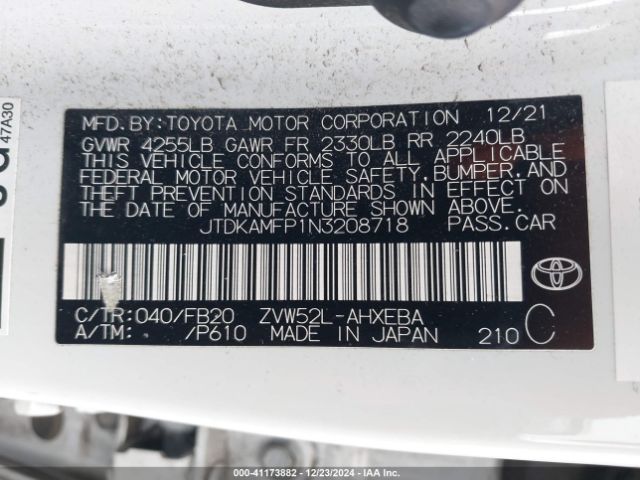 47A30
MFD.BY:TOYOTA MOTOR CORPORATION 12/21
GVWR 4255LB GAWR FR 2330LB RR 2240LB
THIS VEHICLE CONFORMS TO ALL APPLICABLE
FEDERAL MOTOR VEHICLE SAFETY,BUMPER,AND
THEFT PREVENTION STANDARDS IN EFFECT ON
THE DATE OF MANUFACTURE SHOWN ABOVE.
JTDKAMFP1N3208718 PASS.CAR
C/TR:040/FB20 ZVW52L-AHXEBA
A/TM: /P610 MADE IN JAPAN 210 C
TOYOTA
000-41173882 - 12/23/2024 - IAA, Inc.